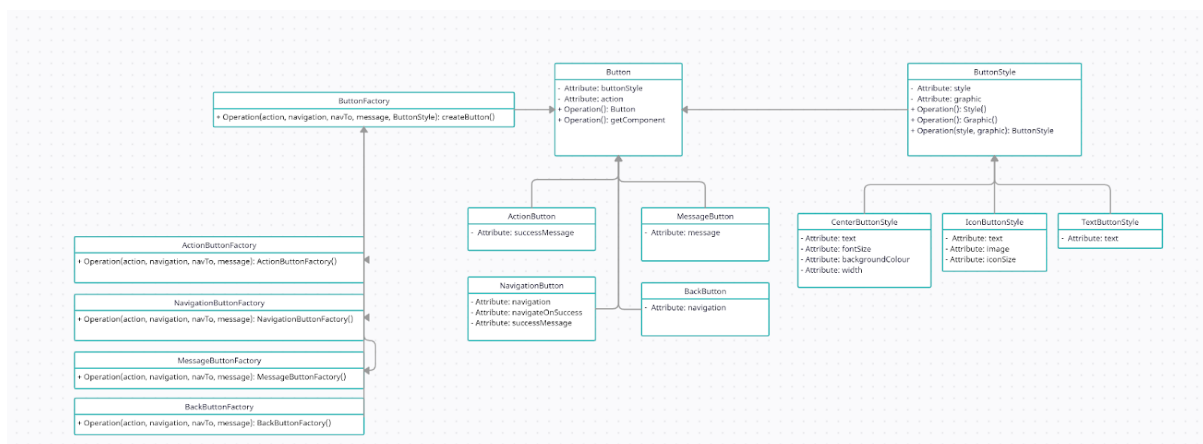 Button
- Attribute: buttonStyle
- Attribute: action
+ Operation(): Button
+ Operation(): getComponent
ButtonStyle
- Attribute: style
- Attribute: graphic
+ Operation(): Style()
+ Operation(): Graphic()
+ Operation(style, graphic): ButtonStyle
ButtonFactory
+ Operation(action, navigation, navTo, message, ButtonStyle): createButton()
ActionButton
- Attribute: successMessage
MessageButton
- Attribute: message
CenterButtonStyle
- Attribute: text
- Attribute: fontSize
- Attribute: backgroundColour
- Attribute: width
IconButtonStyle
- Attribute: text
- Attribute: image
- Attribute: iconSize
TextButtonStyle
- Attribute: text
ActionButtonFactory
+ Operation(action, navigation, navTo, message): ActionButtonFactory()
NavigationButton
- Attribute: navigation
- Attribute: navigateOnSuccess
- Attribute: successMessage
BackButton
- Attribute: navigation
NavigationButtonFactory
+ Operation(action, navigation, navTo, message): NavigationButtonFactory()
MessageButtonFactory
+ Operation(action, navigation, navTo, message): MessageButtonFactory()
BackButtonFactory
+ Operation(action, navigation, navTo, message): BackButtonFactory()